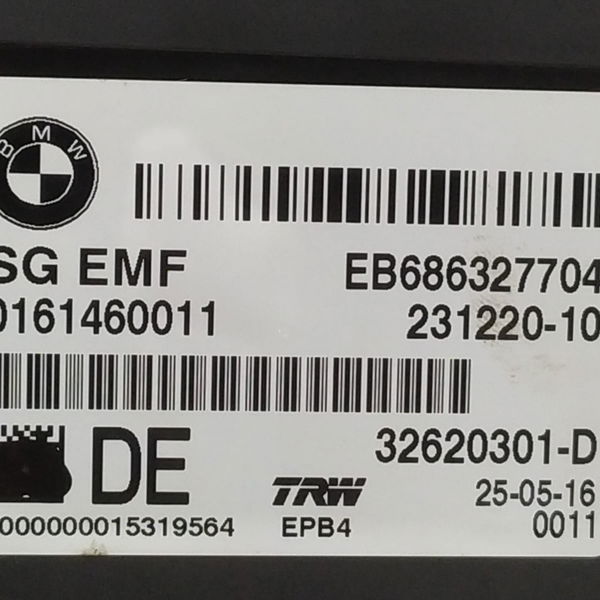 BMW
SG EMF EB686327704
0161460011 231220-10
DE 32620301-D
TRW 25-05-16
000000015319564 EPB4 0011